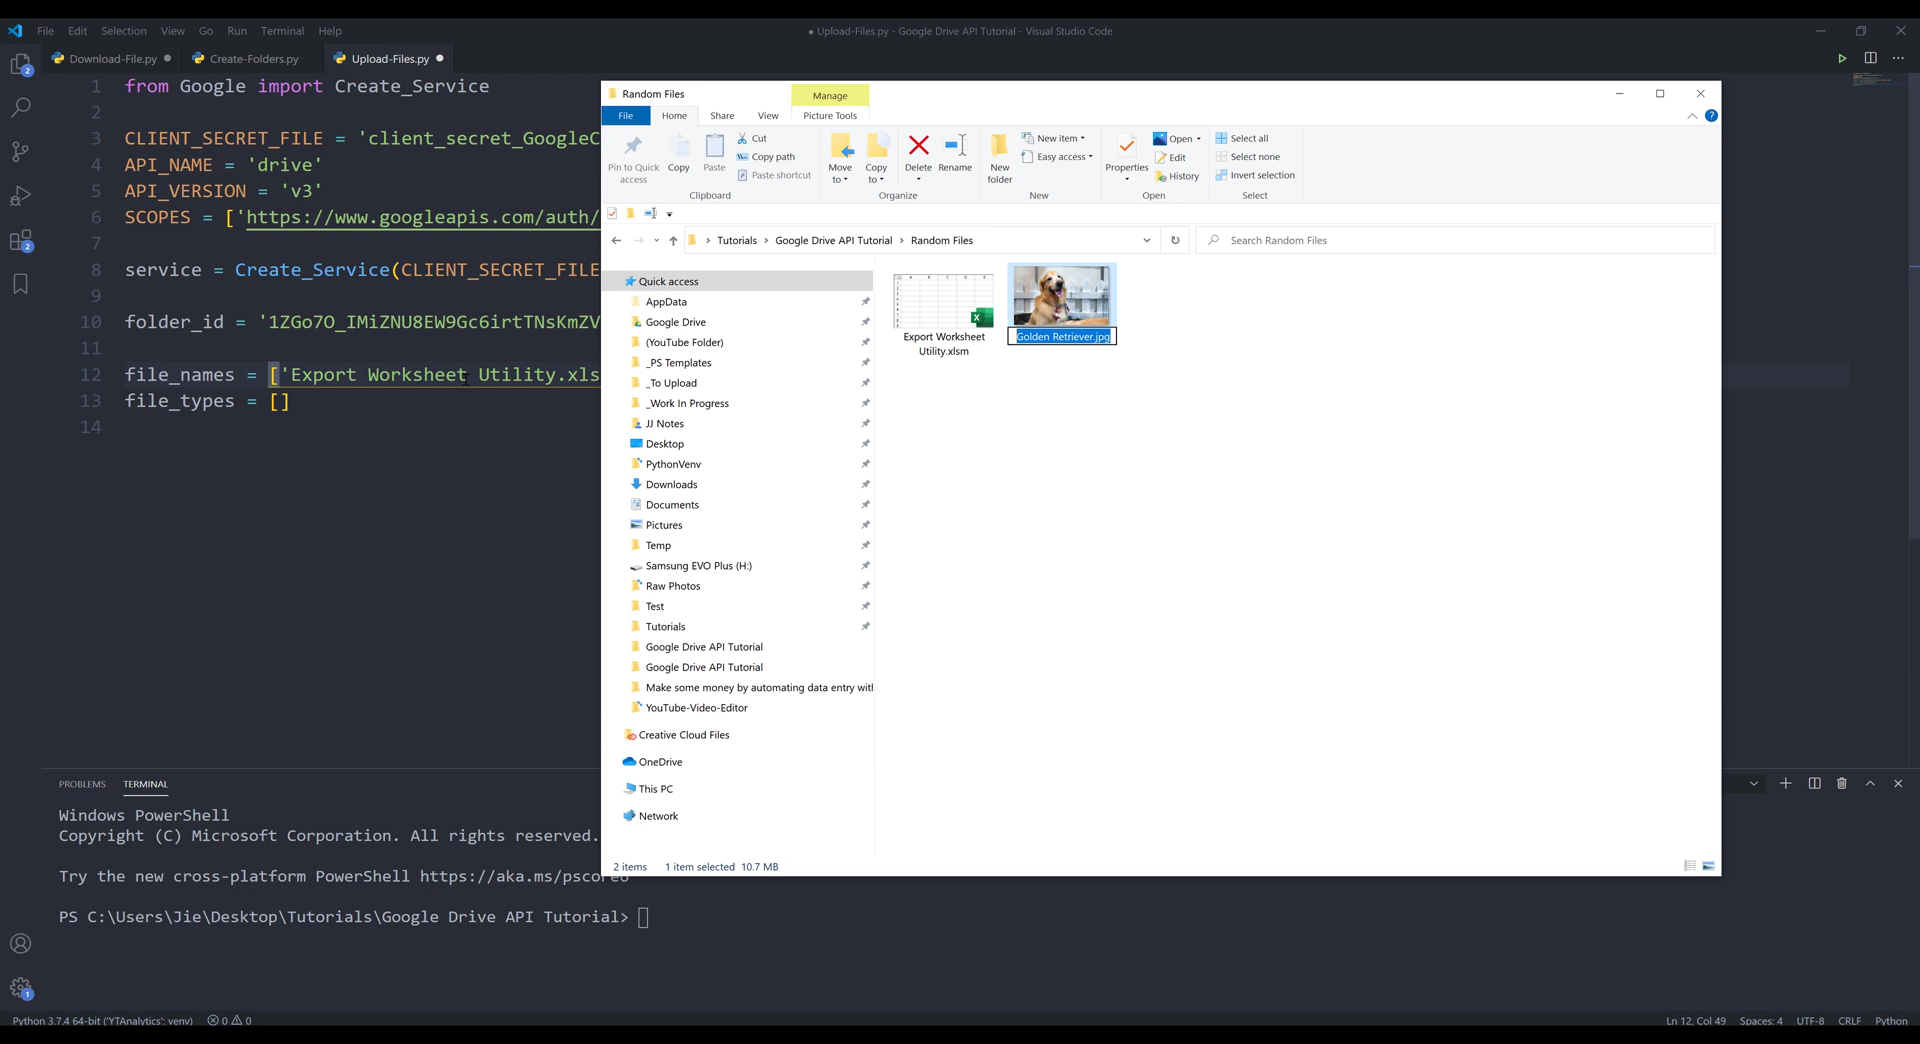 File Edit Selection View Go Run Terminal Help
● Upload-Files.py - Google Drive API Tutorial - Visual Studio Code
Download-File.py Create-Folders.py Upload-Files.py
1 from Google import Create_Service
2
3 CLIENT_SECRET_FILE = 'client_secret_GoogleC
4 API_NAME = 'drive'
5 API_VERSION = 'v3'
6 SCOPES = ['https://www.googleapis.com/auth/
7
8 service = Create_Service(CLIENT_SECRET_FILE
9
10 folder_id = '1ZGo7O_IMiZNU8EW9Gc6irtTNsKmZV
11
12 file_names = ['Export Worksheet Utility.xls
13 file_types = []
14
Random Files
Manage
File Home Share View Picture Tools
Pin to Quick access
Copy
Paste
Cut
Copy path
Paste shortcut
Clipboard
Move to
Copy to
Delete
Rename
Organize
New folder
New item
Easy access
New
Properties
Open
Edit
History
Open
Select all
Select none
Invert selection
Select
Tutorials › Google Drive API Tutorial › Random Files
Search Random Files
Quick access
AppData
Google Drive
(YouTube Folder)
_PS Templates
_To Upload
_Work In Progress
JJ Notes
Desktop
PythonVenv
Downloads
Documents
Pictures
Temp
Samsung EVO Plus (H:)
Raw Photos
Test
Tutorials
Google Drive API Tutorial
Google Drive API Tutorial
Make some money by automating data entry with
YouTube-Video-Editor
Creative Cloud Files
OneDrive
This PC
Network
Export Worksheet
Utility.xlsm
Golden Retriever.jpg
2 items 1 item selected 10.7 MB
PROBLEMS TERMINAL
Windows PowerShell
Copyright (C) Microsoft Corporation. All rights reserved.
Try the new cross-platform PowerShell https://aka.ms/pscore6
PS C:\Users\Jie\Desktop\Tutorials\Google Drive API Tutorial>
Python 3.7.4 64-bit ('YTAnalytics': venv) 0 0
Ln 12, Col 49 Spaces: 4 UTF-8 CRLF Python